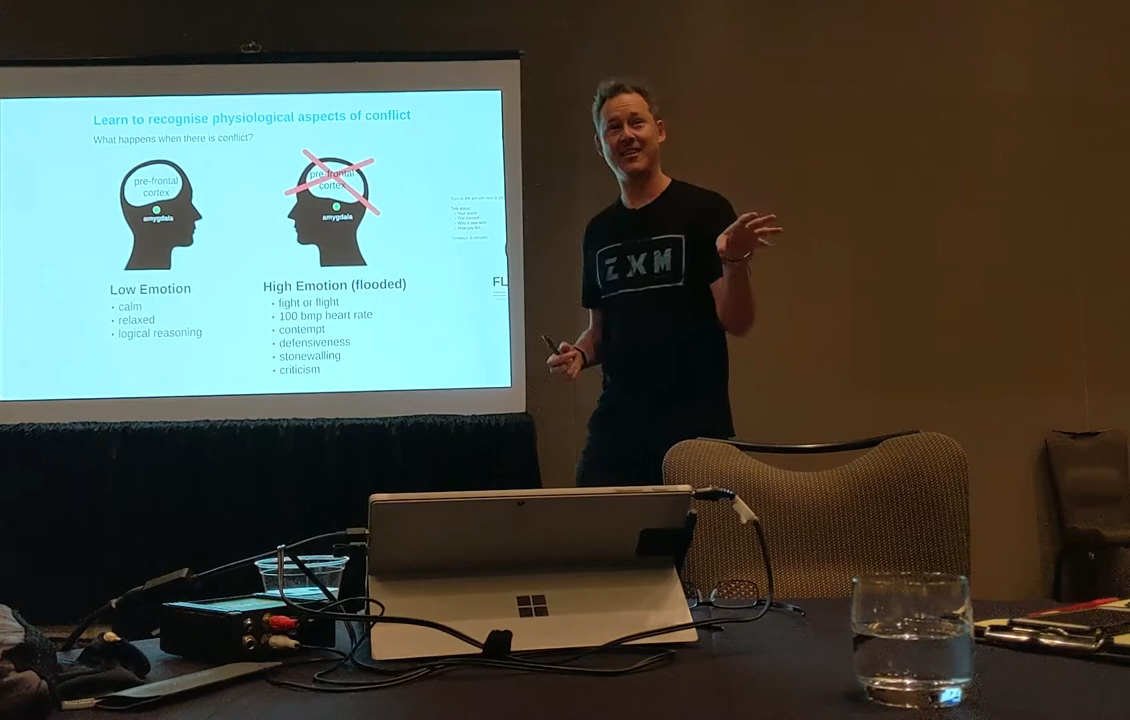 Learn to recognise physiological aspects of conflict
What happens when there is conflict?
pre-frontal
cortex
amygdala
pre-frontal
cortex
amygdala
Low Emotion
• calm
• relaxed
• logical reasoning
High Emotion (flooded)
• fight or flight
• 100 bmp heart rate
• contempt
• defensiveness
• stonewalling
• criticism
FL
ZXM